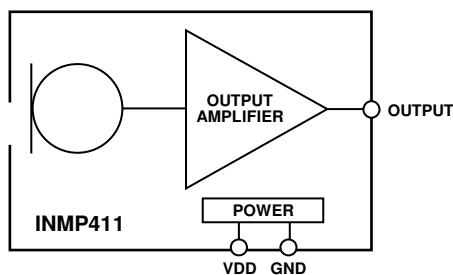 OUTPUT
AMPLIFIER
OUTPUT
INMP411
POWER
VDD GND